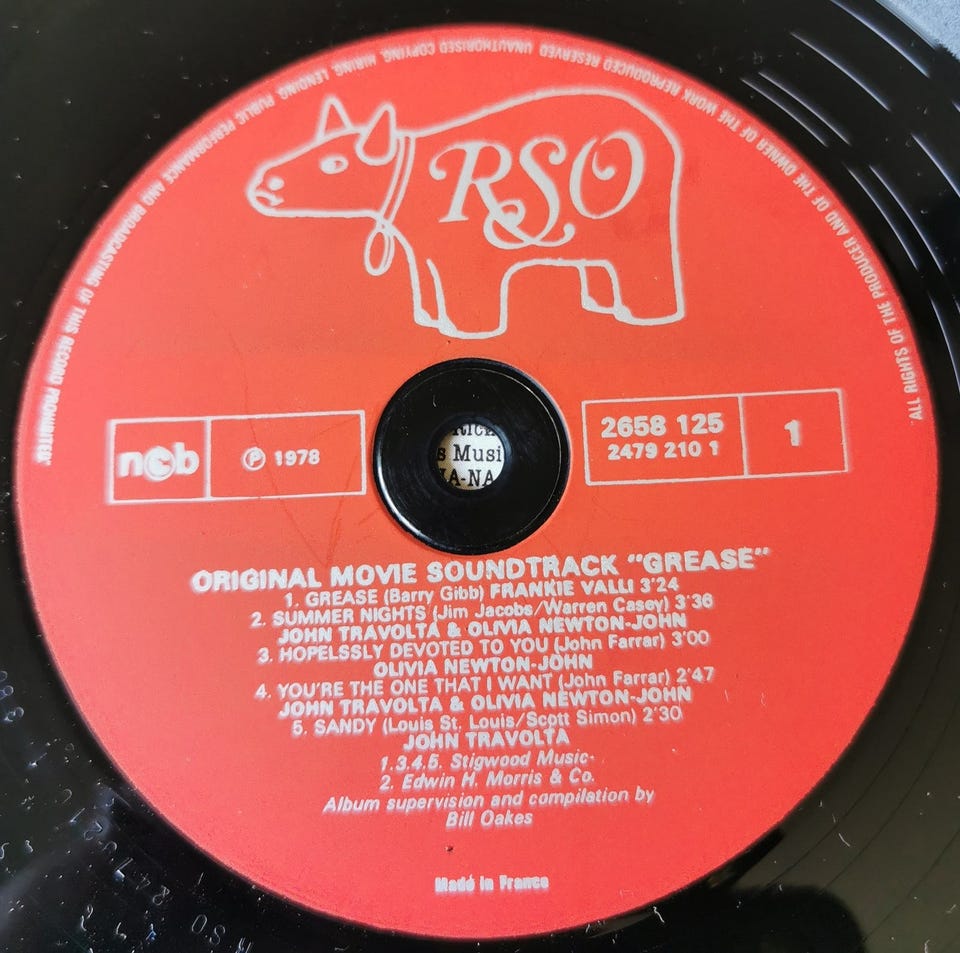 ALL RIGHTS OF THE PRODUCER AND OF THE OWNER OF THE WORK REPRODUCED RESERVED UNAUTHORISED COPYING, HIRING, LENDING, PUBLIC PERFORMANCE AND BROADCASTING OF THIS RECORD PROHIBITED
RSO
ncb
Ⓟ 1978
2658 125
2479 210 1
1
s Musi
A-NA
ORIGINAL MOVIE SOUNDTRACK "GREASE"
1. GREASE (Barry Gibb) FRANKIE VALLI 3'24
2. SUMMER NIGHTS (Jim Jacobs/Warren Casey) 3'36
JOHN TRAVOLTA & OLIVIA NEWTON-JOHN
3. HOPELSSLY DEVOTED TO YOU (John Farrar) 3'00
OLIVIA NEWTON-JOHN
4. YOU'RE THE ONE THAT I WANT (John Farrar) 2'47
JOHN TRAVOLTA & OLIVIA NEWTON-JOHN
5. SANDY (Louis St. Louis/Scott Simon) 2'30
JOHN TRAVOLTA
1.3.4.5. Stigwood Music-
2. Edwin H. Morris & Co.
Album supervision and compilation by
Bill Oakes
Made in France
RSO